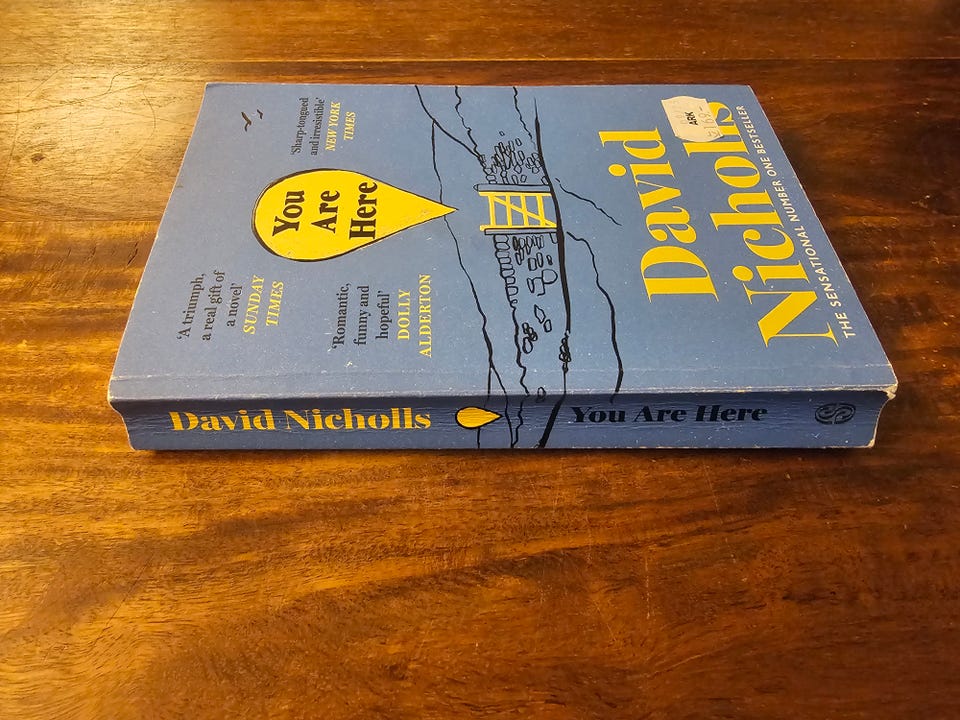 'Sharp-tongued
and irresistible'
NEW YORK
TIMES
You
Are
Here
'A triumph,
a real gift of
a novel'
SUNDAY
TIMES
'Romantic,
funny and
hopeful'
DOLLY
ALDERTON
David
Nicholls
THE SENSATIONAL NUMBER ONE BESTSELLER
ARK
David Nicholls
You Are Here